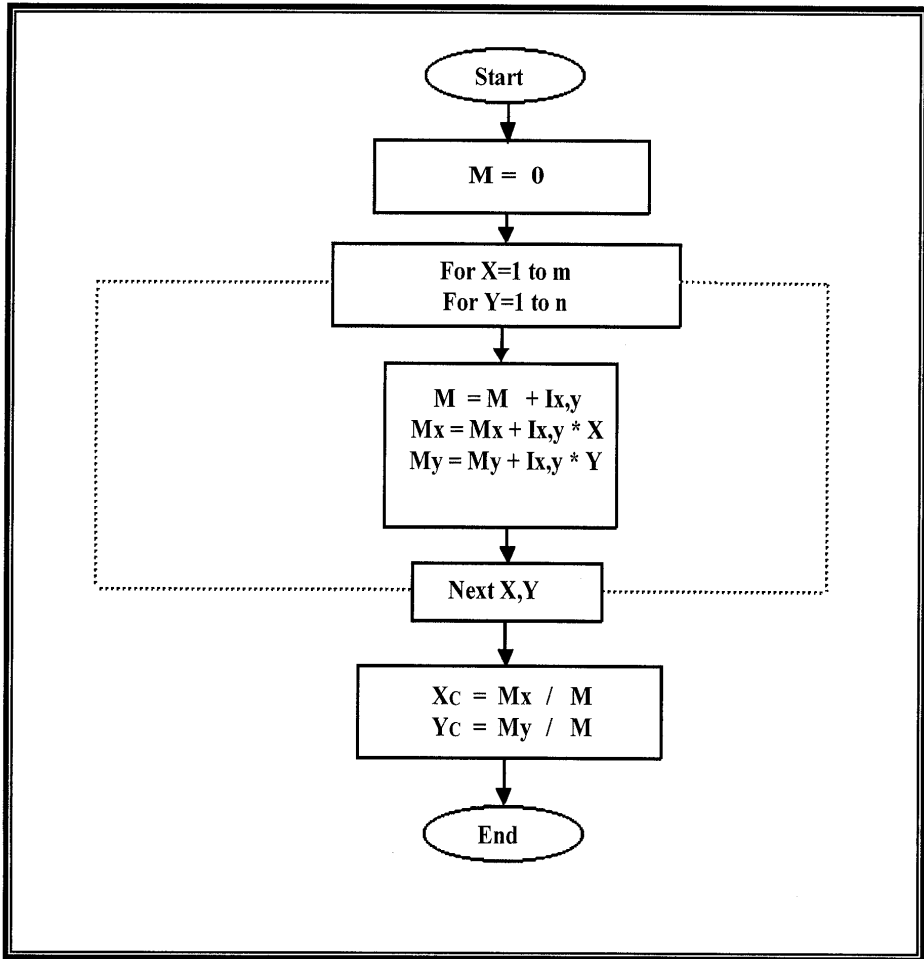 Start
M = 0
For X=1 to m
For Y=1 to n
M = M + Ix,y
Mx = Mx + Ix,y * X
My = My + Ix,y * Y
Next X,Y
XC = Mx / M
YC = My / M
End